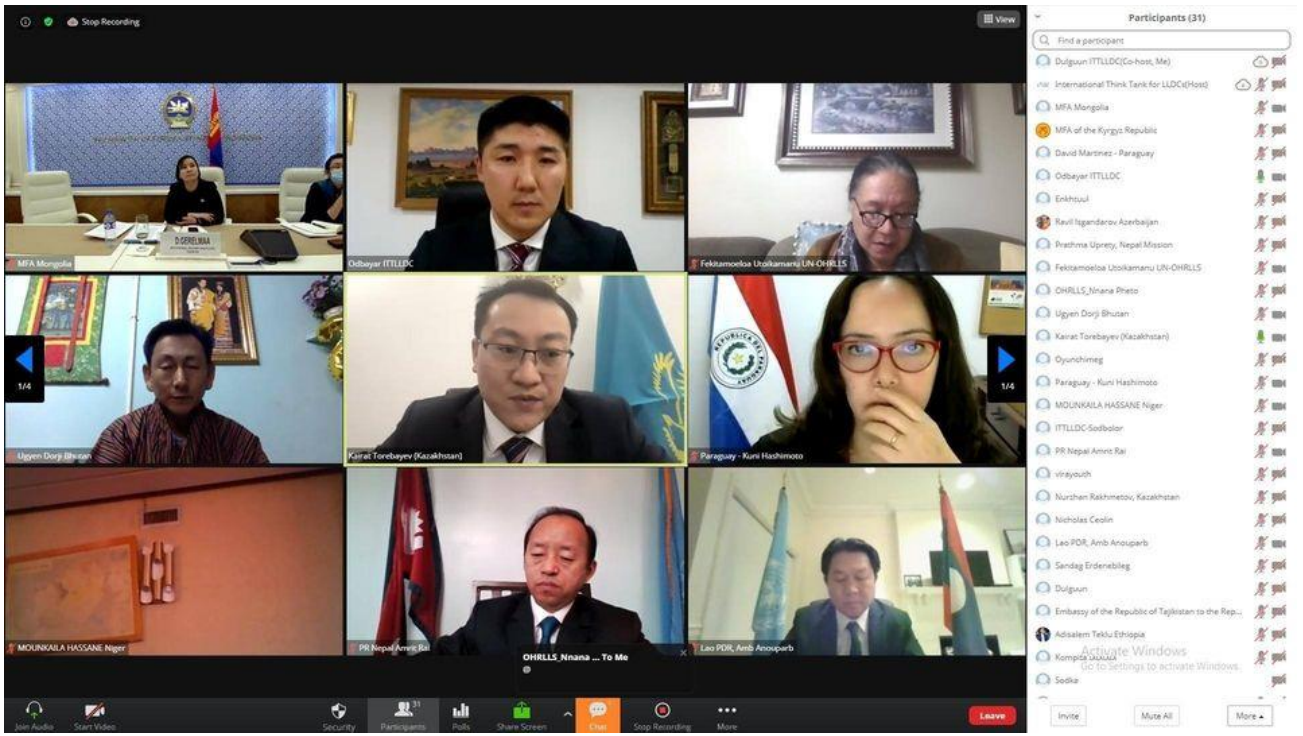 Stop Recording
View
MFA Mongolia
D.GERELMAA
Odbayar ITTLLDC
Fekitamoeloa Utoikamanu UN-OHRLLS
1/4
Ugyen Dorji Bhutan
Kairat Torebayev (Kazakhstan)
REPUBLICA DEL PARAGUAY
Paraguay - Kuni Hashimoto
1/4
MOUNKAILA HASSANE Niger
PR Nepal Amrit Rai
Lao PDR, Amb Anouparb
OHRLLS_Nnana ... To Me
@
Join Audio
Start Video
Security
31
Participants
Polls
Share Screen
Chat
Stop Recording
More
Leave
Participants (31)
Find a participant
Dulguun ITTLLDC(Co-host, Me)
International Think Tank for LLDCs(Host)
MFA Mongolia
MFA of the Kyrgyz Republic
David Martinez - Paraguay
Odbayar ITTLLDC
Enkhtuul
Ravil Isgandarov Azerbaijan
Prathma Uprety, Nepal Mission
Fekitamoeloa Utoikamanu UN-OHRLLS
OHRLLS_Nnana Pheto
Ugyen Dorji Bhutan
Kairat Torebayev (Kazakhstan)
Oyunchimeg
Paraguay - Kuni Hashimoto
MOUNKAILA HASSANE Niger
ITTLLDC-Sodbolor
PR Nepal Amrit Rai
virayouth
Nurzhan Rakhmetov, Kazakhstan
Nicholas Ceolin
Lao PDR, Amb Anouparb
Sandag Erdenebileg
Dulguun
Embassy of the Republic of Tajikistan to the Rep...
Adisalem Teklu Ethiopia
Kompita
Activate Windows
Go to Settings to activate Windows.
Sodko
Invite
Mute All
More